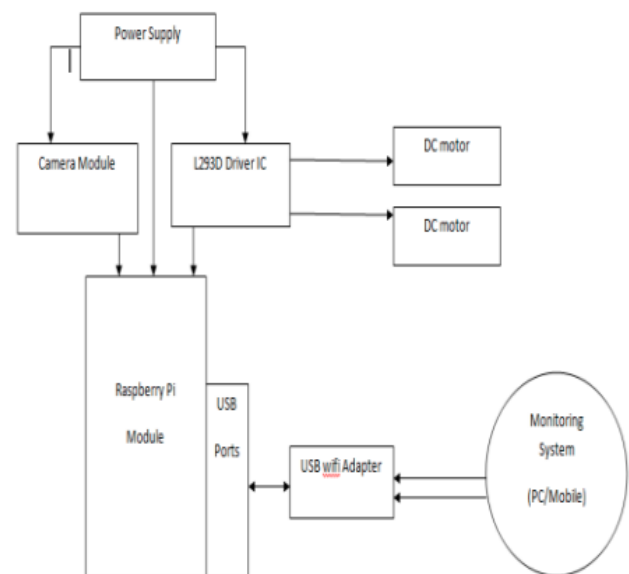 Power Supply
Camera Module
L293D Driver IC
DC motor
DC motor
Raspberry Pi
Module
USB
Ports
USB wifi Adapter
Monitoring
System
(PC/Mobile)